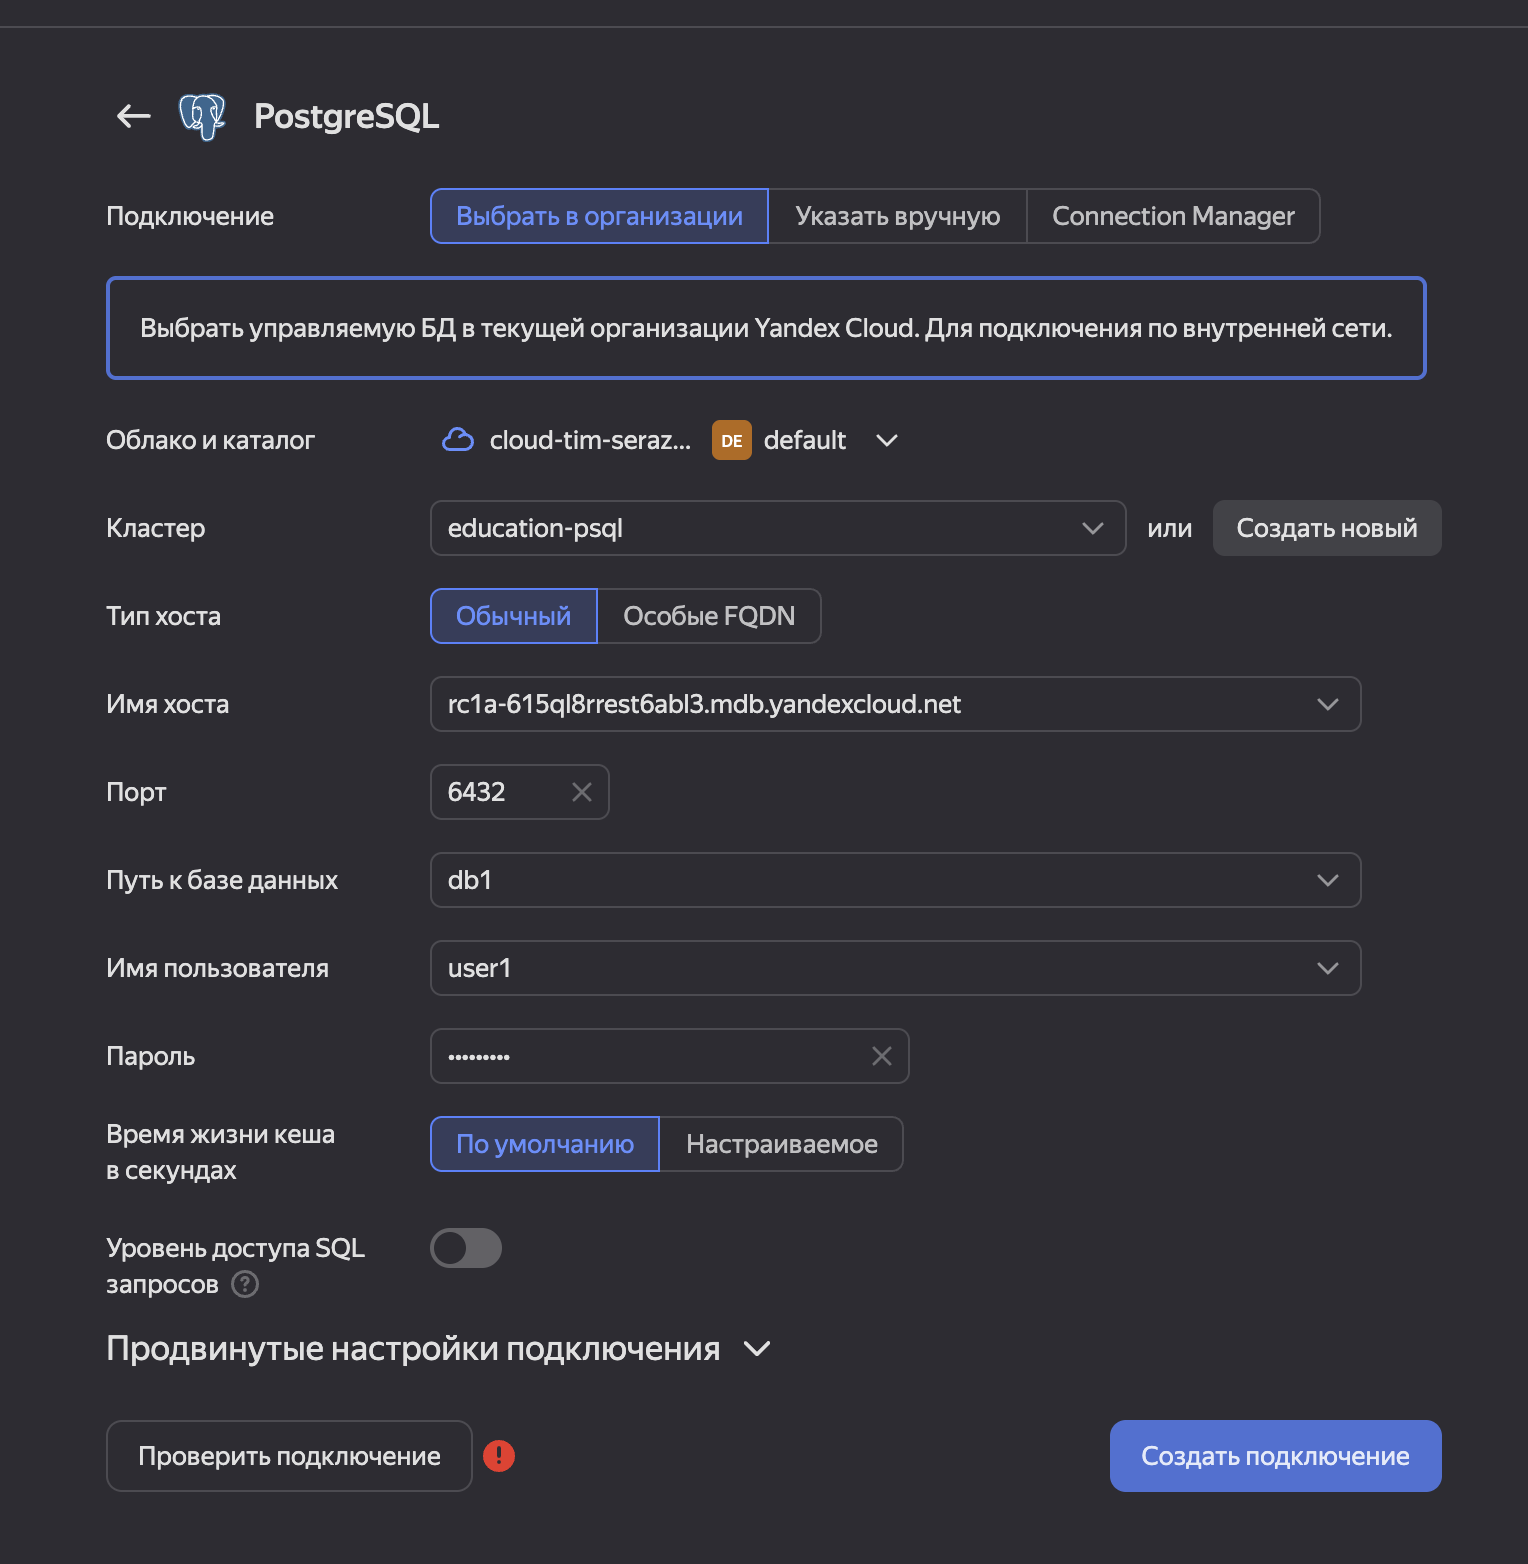 PostgreSQL
Подключение
Выбрать в организации
Указать вручную
Connection Manager
Выбрать управляемую БД в текущей организации Yandex Cloud. Для подключения по внутренней сети.
Облако и каталог
cloud-tim-seraz...
DE
default
Кластер
education-psql
или
Создать новый
Тип хоста
Обычный
Особые FQDN
Имя хоста
rc1a-615ql8rrest6abl3.mdb.yandexcloud.net
Порт
6432
Путь к базе данных
db1
Имя пользователя
user1
Пароль
•••••••••
Время жизни кеша
в секундах
По умолчанию
Настраиваемое
Уровень доступа SQL
запросов
?
Продвинутые настройки подключения
Проверить подключение
!
Создать подключение